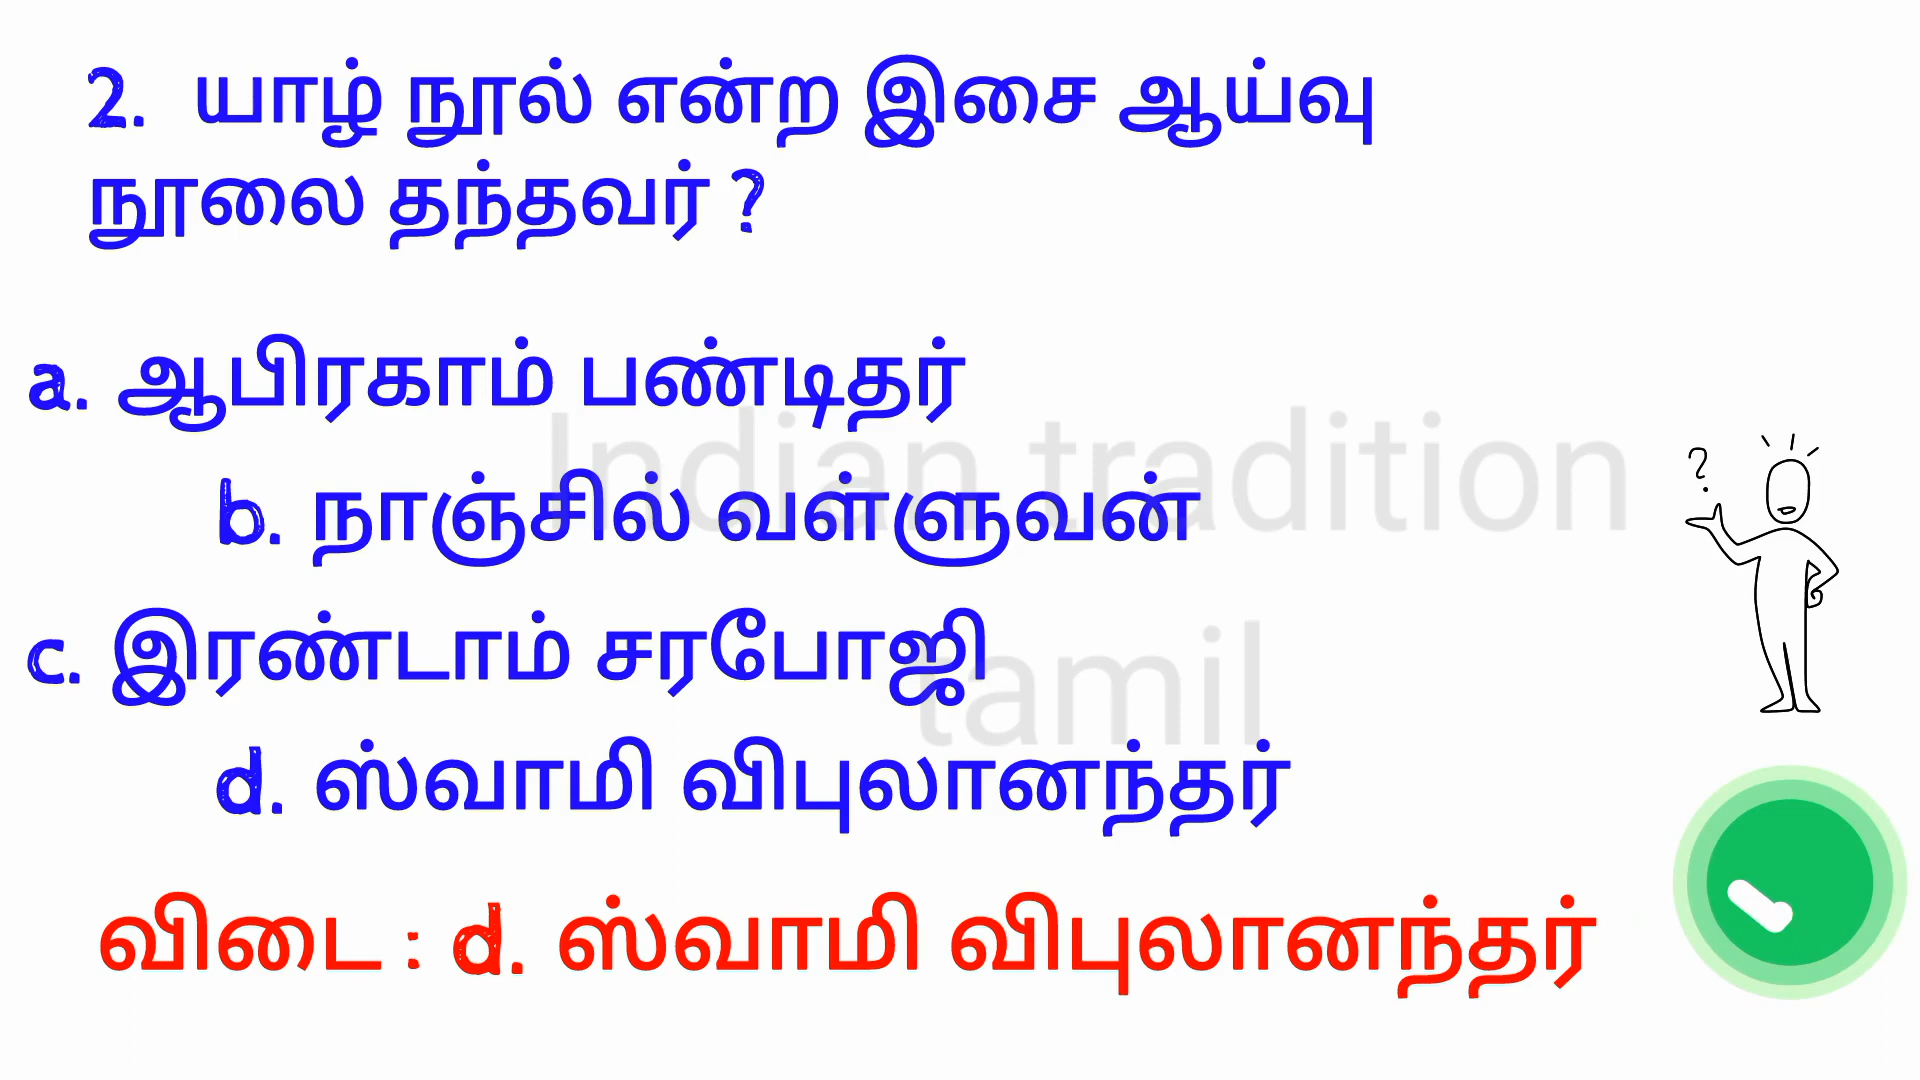 2. யாழ் நூல் என்ற இசை ஆய்வு
நூலை தந்தவர் ?
a. ஆபிரகாம் பண்டிதர்
b. நாஞ்சில் வள்ளுவன்
c. இரண்டாம் சரபோஜி
d. ஸ்வாமி விபுலானந்தர்
விடை : d. ஸ்வாமி விபுலானந்தர்
Indian tradition
tamil
?